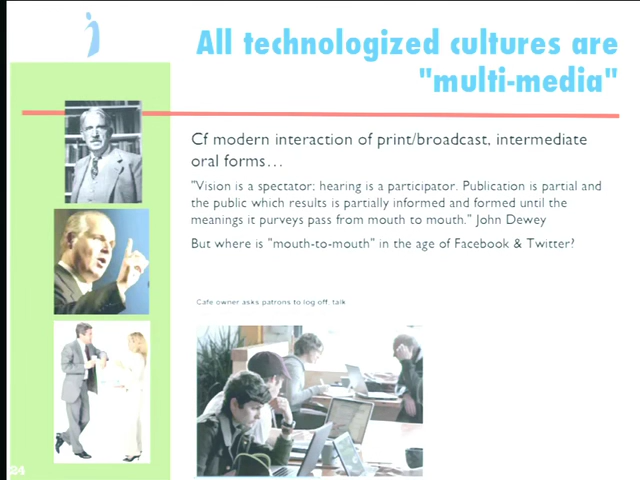 All technologized cultures are
"multi-media"
Cf modern interaction of print/broadcast, intermediate
oral forms…
"Vision is a spectator; hearing is a participator. Publication is partial and
the public which results is partially informed and formed until the
meanings it purveys pass from mouth to mouth." John Dewey
But where is "mouth-to-mouth" in the age of Facebook & Twitter?
Cafe owner asks patrons to log off, talk
24